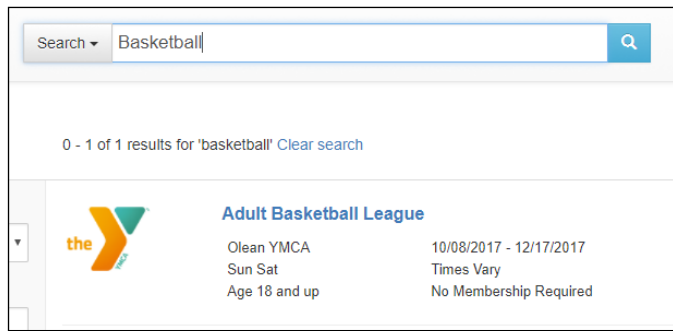 Search Basketball
0 - 1 of 1 results for 'basketball' Clear search
Adult Basketball League
the YMCA
Olean YMCA 10/08/2017 - 12/17/2017
Sun Sat Times Vary
Age 18 and up No Membership Required